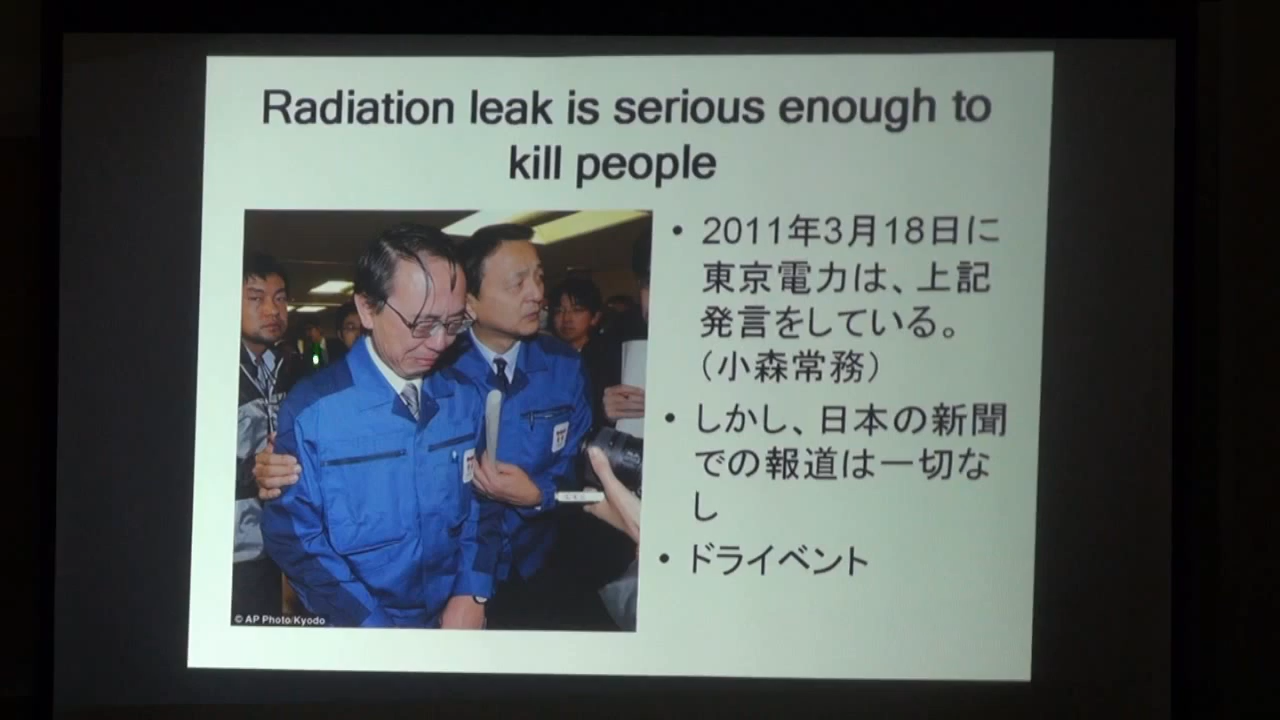 Radiation leak is serious enough to
kill people
• 2011年3月18日に
東京電力は、上記
発言をしている。
（小森常務）
• しかし、日本の新聞
での報道は一切な
し
• ドライベント
© AP Photo/Kyodo